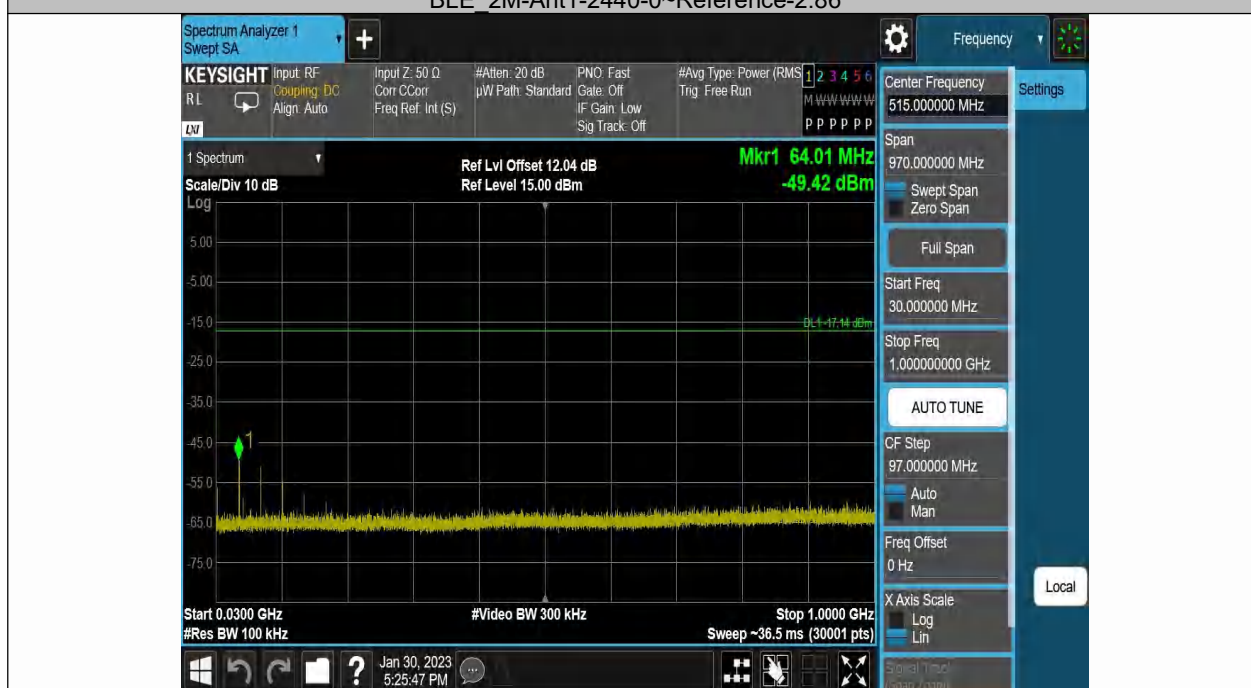 BLE_2M-Ant1-2440-0~Reference-2.86
Spectrum Analyzer 1
Swept SA
+
Frequency
KEYSIGHT
RL
LXI
Input: RF
Coupling: DC
Align: Auto
Input Z: 50 Ω
Corr CCorr
Freq Ref: Int (S)
#Atten: 20 dB
µW Path: Standard
PNO: Fast
Gate: Off
IF Gain: Low
Sig Track: Off
#Avg Type: Power (RMS
Trig: Free Run
1 2 3 4 5 6
M W W W W W
P P P P P P
Center Frequency
515.000000 MHz
Settings
Span
970.000000 MHz
Swept Span
Zero Span
Full Span
Start Freq
30.000000 MHz
Stop Freq
1.000000000 GHz
AUTO TUNE
CF Step
97.000000 MHz
Auto
Man
Freq Offset
0 Hz
X Axis Scale
Log
Lin
Local
1 Spectrum
Scale/Div 10 dB
Log
Ref Lvl Offset 12.04 dB
Ref Level 15.00 dBm
Mkr1 64.01 MHz
-49.42 dBm
5.00
-5.00
-15.0
DL1 -17.14 dBm
-25.0
-35.0
-45.0
1
-55.0
-65.0
-75.0
Start 0.0300 GHz
#Res BW 100 kHz
#Video BW 300 kHz
Stop 1.0000 GHz
Sweep ~36.5 ms (30001 pts)
?
Jan 30, 2023
5:25:47 PM